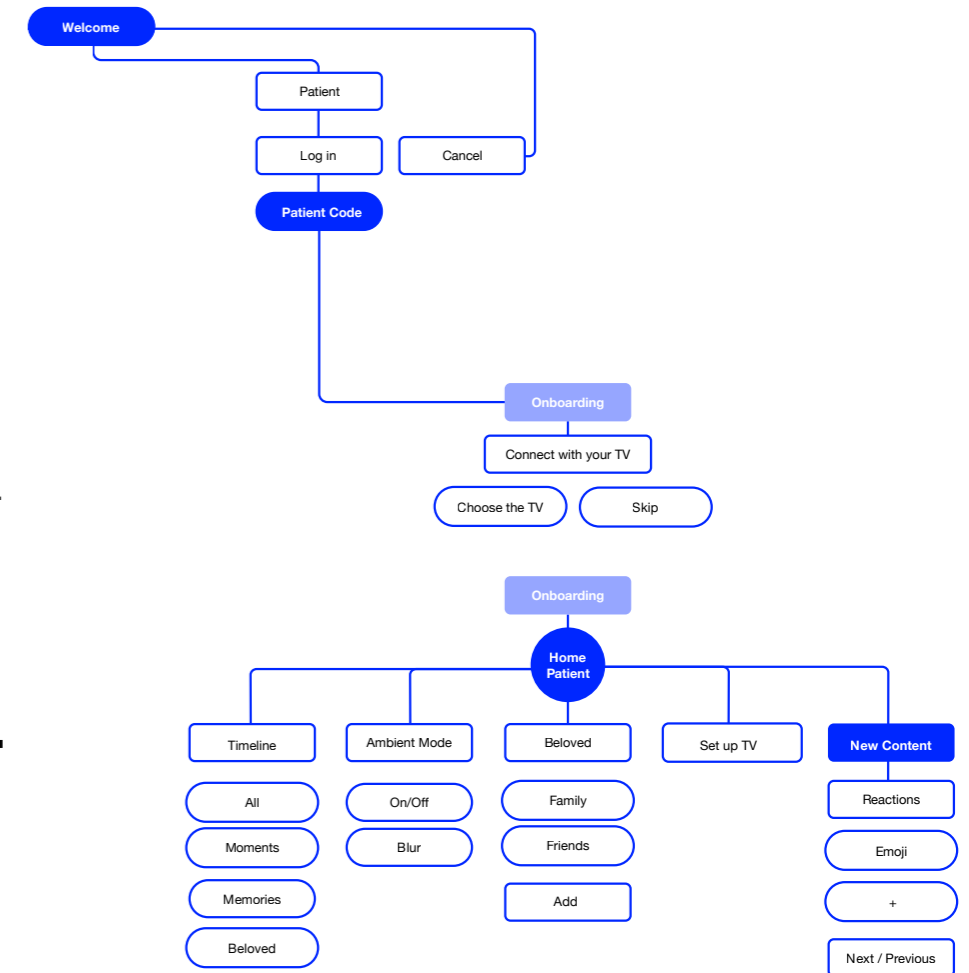 Welcome
Patient
Log in
Cancel
Patient Code
Onboarding
Connect with your TV
Choose the TV
Skip
Onboarding
Home
Patient
Timeline
Ambient Mode
Beloved
Set up TV
New Content
All
On/Off
Family
Reactions
Moments
Blur
Friends
Emoji
Memories
Add
+
Beloved
Next / Previous